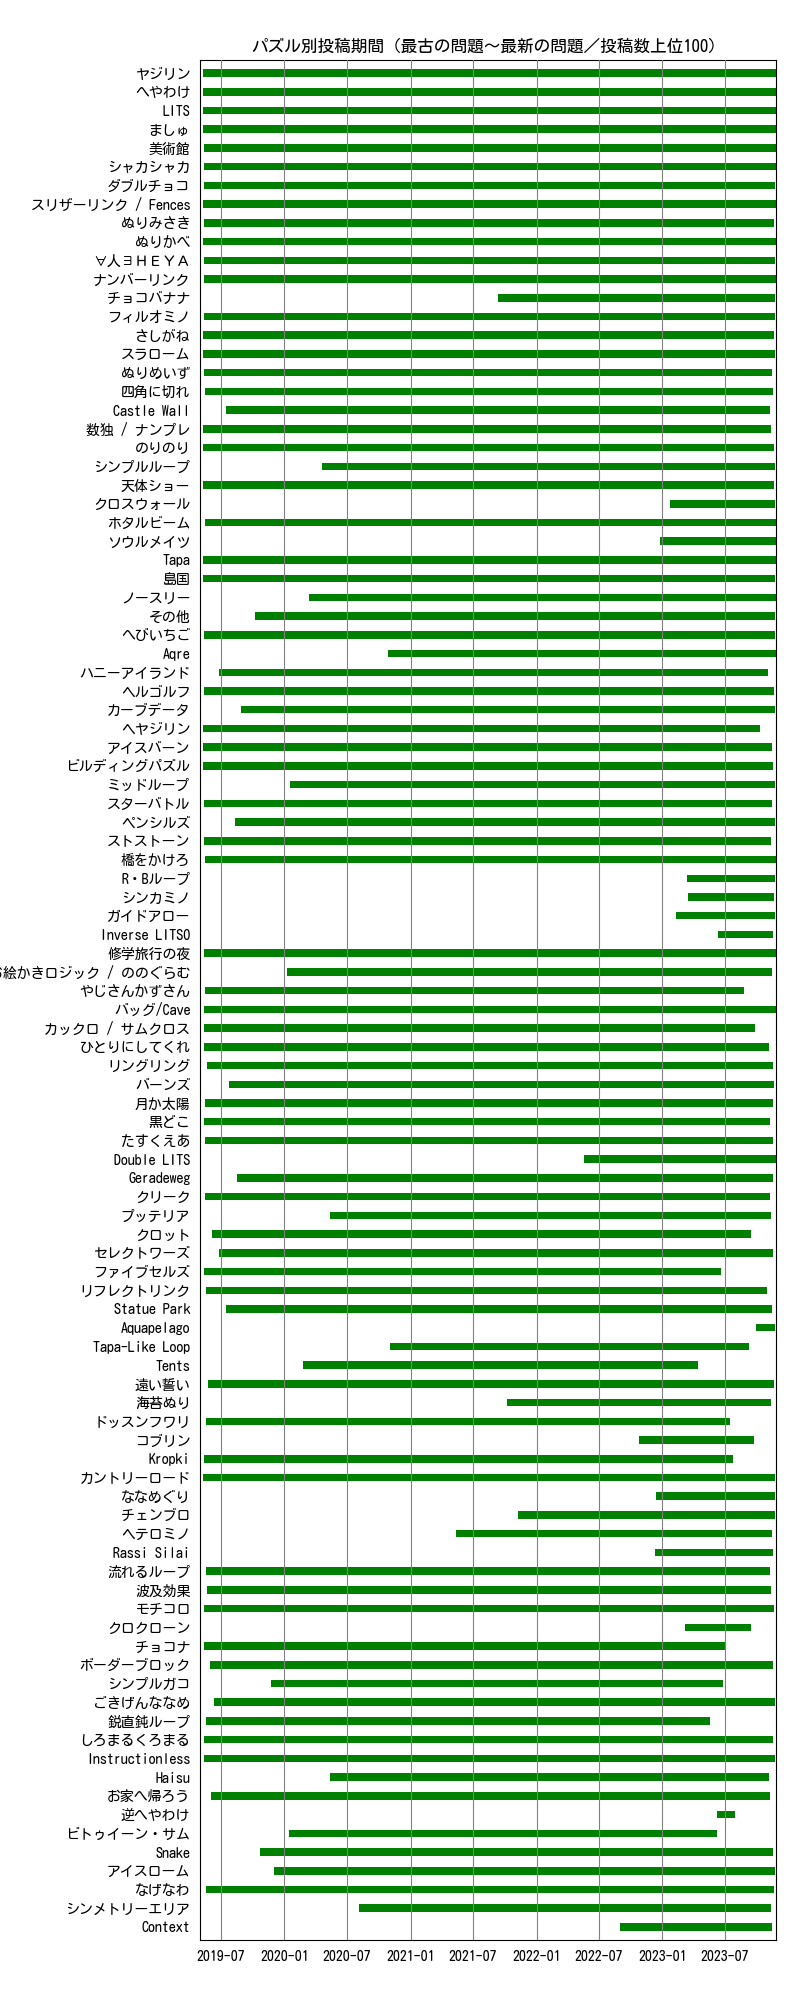 パズル別投稿期間（最古の問題～最新の問題／投稿数上位100）
ヤジリン
へやわけ
LITS
ましゅ
美術館
シャカシャカ
ダブルチョコ
スリザーリンク / Fences
ぬりみさき
ぬりかべ
∀人∃ＨＥＹＡ
ナンバーリンク
チョコバナナ
フィルオミノ
さしがね
スラローム
ぬりめいず
四角に切れ
Castle Wall
数独 / ナンプレ
のりのり
シンプルループ
天体ショー
クロスウォール
ホタルビーム
ソウルメイツ
Tapa
島国
ノースリー
その他
へびいちご
Aqre
ハニーアイランド
ヘルゴルフ
カーブデータ
ヘヤジリン
アイスバーン
ビルディングパズル
ミッドループ
スターバトル
ペンシルズ
ストストーン
橋をかけろ
R・Bループ
シンカミノ
ガイドアロー
Inverse LITSO
修学旅行の夜
絵かきロジック / ののぐらむ
やじさんかずさん
バッグ/Cave
カックロ / サムクロス
ひとりにしてくれ
リングリング
バーンズ
月か太陽
黒どこ
たすくえあ
Double LITS
Geradeweg
クリーク
プッテリア
クロット
セレクトワーズ
ファイブセルズ
リフレクトリンク
Statue Park
Aquapelago
Tapa-Like Loop
Tents
遠い誓い
海苔ぬり
ドッスンフワリ
コブリン
Kropki
カントリーロード
ななめぐり
チェンブロ
ヘテロミノ
Rassi Silai
流れるループ
波及効果
モチコロ
クロクローン
チョコナ
ボーダーブロック
シンプルガコ
ごきげんななめ
鋭直鈍ループ
しろまるくろまる
Instructionless
Haisu
お家へ帰ろう
逆へやわけ
ビトゥイーン・サム
Snake
アイスローム
なげなわ
シンメトリーエリア
Context
2019-07 2020-01 2020-07 2021-01 2021-07 2022-01 2022-07 2023-01 2023-07